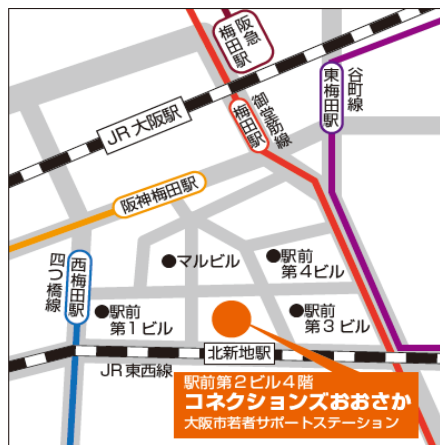 阪急
梅田駅
JR 大阪駅
梅田駅
御堂筋線
東梅田駅
谷町線
阪神梅田駅
西梅田駅
四つ橋線
●マルビル
●駅前
第4ビル
●駅前
第1ビル
●駅前
第3ビル
北新地駅
JR 東西線
駅前第2ビル4階
コネクションズおおさか
大阪市若者サポートステーション